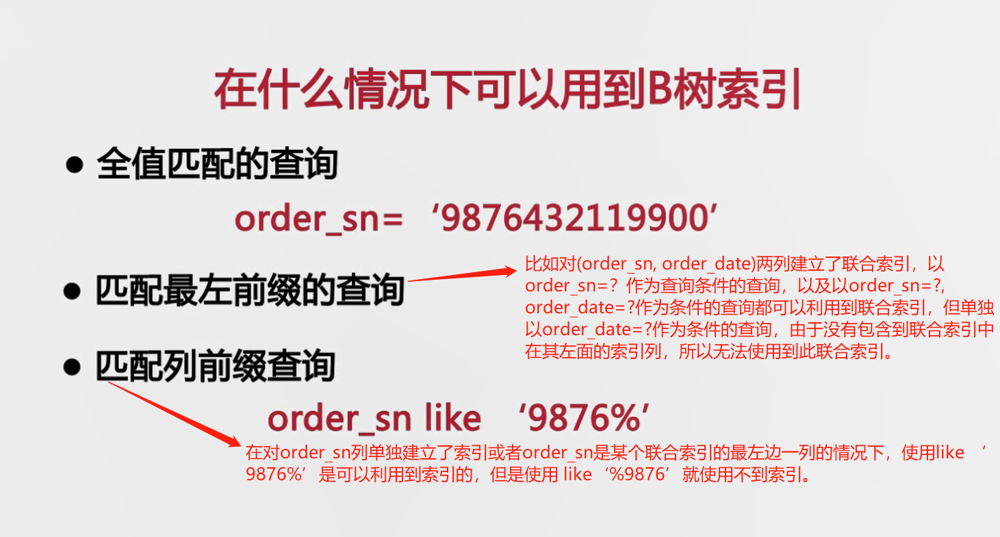 在什么情况下可以用到B树索引
● 全值匹配的查询
order_sn= ‘9876432119900’
● 匹配最左前缀的查询
比如对(order_sn, order_date)两列建立了联合索引，以
order_sn=？作为查询条件的查询，以及以order_sn=?,
order_date=?作为条件的查询都可以利用到联合索引，但单独
以order_date=?作为条件的查询，由于没有包含到联合索引中
在其左面的索引列，所以无法使用到此联合索引。
● 匹配列前缀查询
order_sn like ‘9876%’
在对order_sn列单独建立了索引或者order_sn是某个联合索引的最左边一列的情况下，使用like ‘
9876%’ 是可以利用到索引的，但是使用 like‘%9876’ 就使用不到索引。